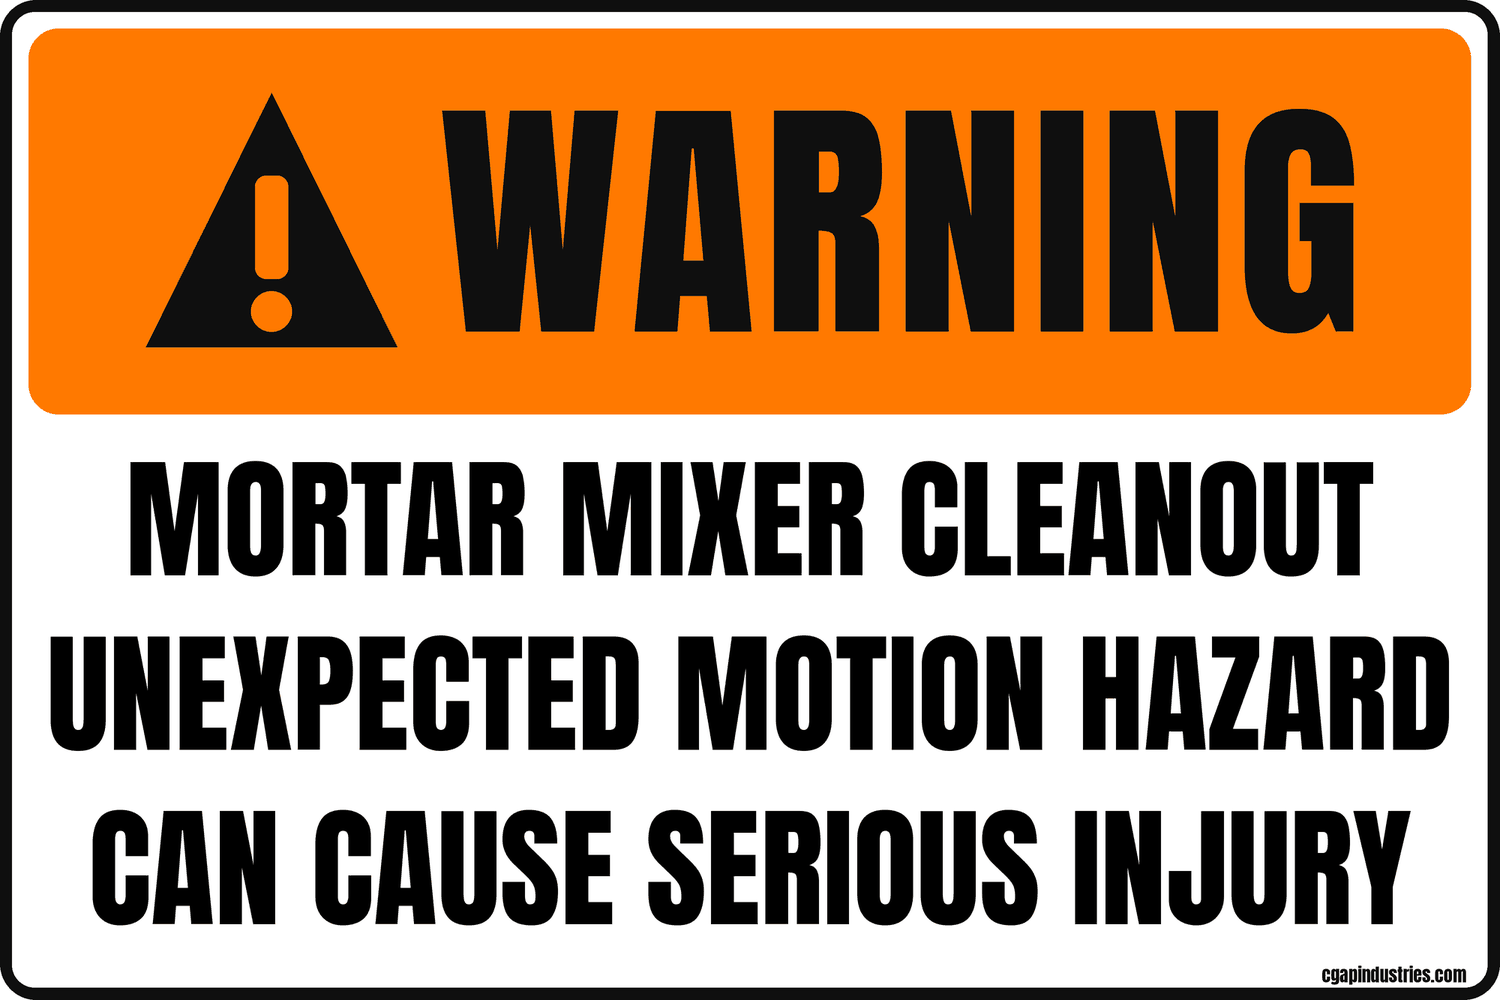 WARNING
MORTAR MIXER CLEANOUT
UNEXPECTED MOTION HAZARD
CAN CAUSE SERIOUS INJURY
cgapindustries.com